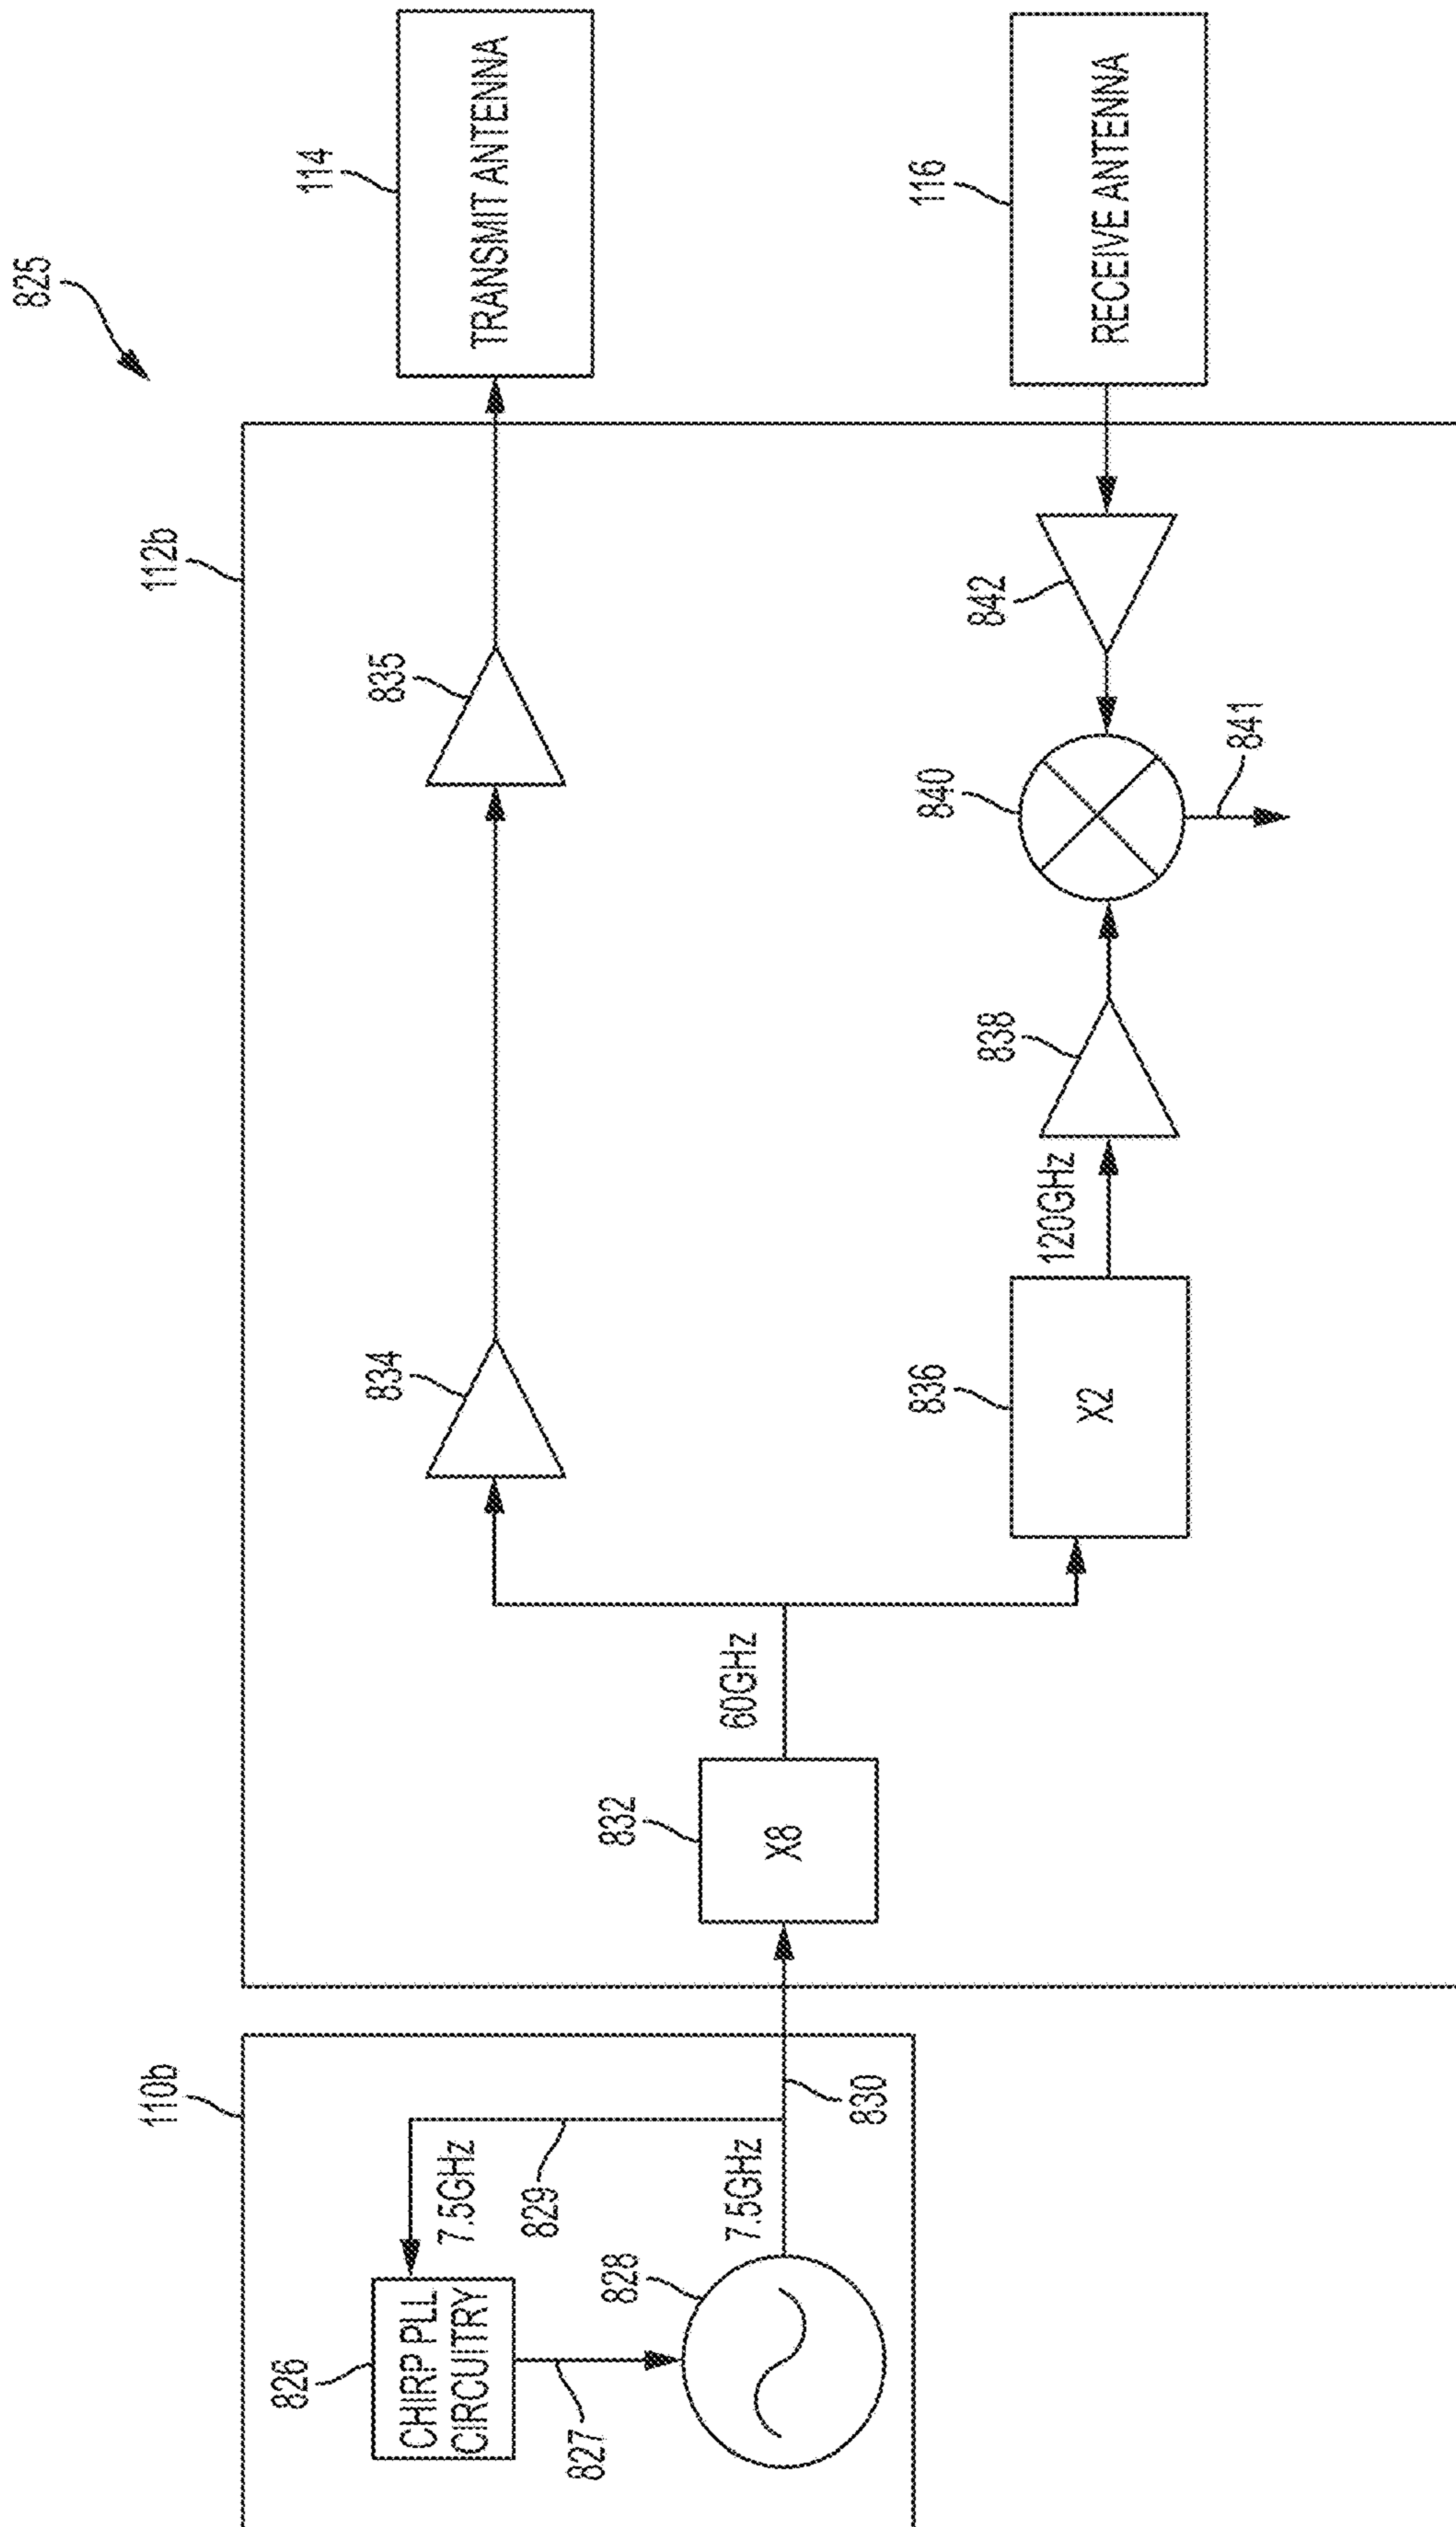 825
110b
826
CHIRP PLL
CIRCUITRY
827
7.5GHz
829
828
7.5GHz
830
112b
832
X8
60GHz
834
835
114
TRANSMIT ANTENNA
836
X2
120GHz
838
840
841
842
116
RECEIVE ANTENNA